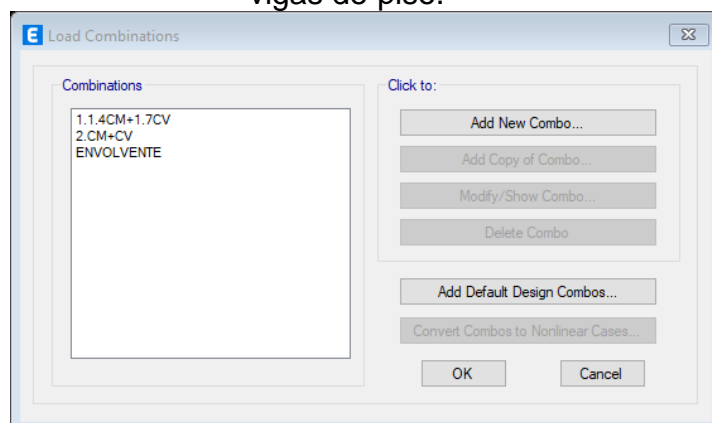 vigas de piso.
E Load Combinations
Combinations
1.1.4CM+1.7CV
2.CM+CV
ENVOLVENTE
Click to:
Add New Combo...
Add Copy of Combo...
Modify/Show Combo...
Delete Combo
Add Default Design Combos...
Convert Combos to Nonlinear Cases...
OK
Cancel